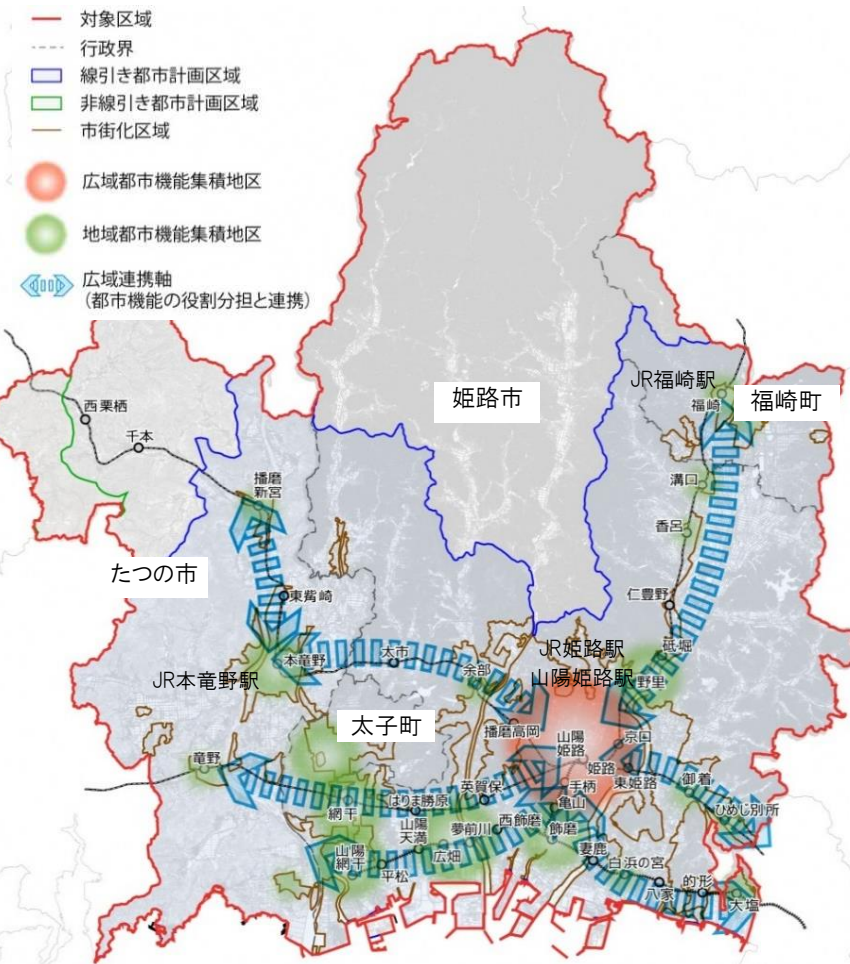 対象区域
行政界
線引き都市計画区域
非線引き都市計画区域
市街化区域
広域都市機能集積地区
地域都市機能集積地区
広域連携軸
(都市機能の役割分担と連携)
姫路市
JR福崎駅
福崎
福崎町
西栗栖
千本
溝口
播磨
新宮
香呂
たつの市
東觜崎
仁豊野
砥堀
JR姫路駅
山陽姫路駅
本竜野
太市
余部
野里
JR本竜野駅
太子町
播磨高岡
山陽
姫路
京口
竜野
姫路
東姫路
御着
英賀保
手柄
はりま勝原
亀山
ひめじ別所
網干
山陽
天満
夢前川
西飾磨
飾磨
山陽
網干
平松
広畑
妻鹿
白浜の宮
八家
的形
大塩